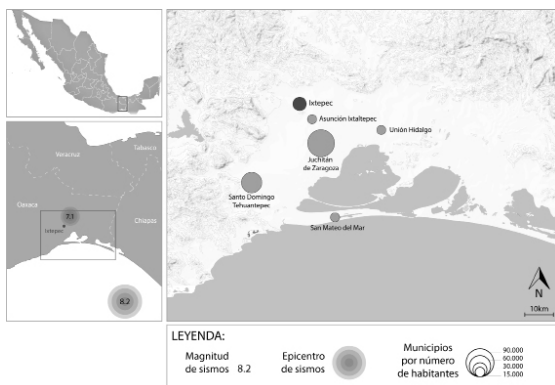 Veracruz
Tabasco
Oaxaca
7.1
Ixtepec
Chiapas
8.2
Ixtepec
Asunción Ixtaltepec
Unión Hidalgo
Juchitán
de Zaragoza
Santo Domingo
Tehuantepec
San Mateo del Mar
N
10km
LEYENDA:
Magnitud
de sismos 8.2
Epicentro
de sismos
Municipios
por número
de habitantes
90.000
60.000
30.000
15.000